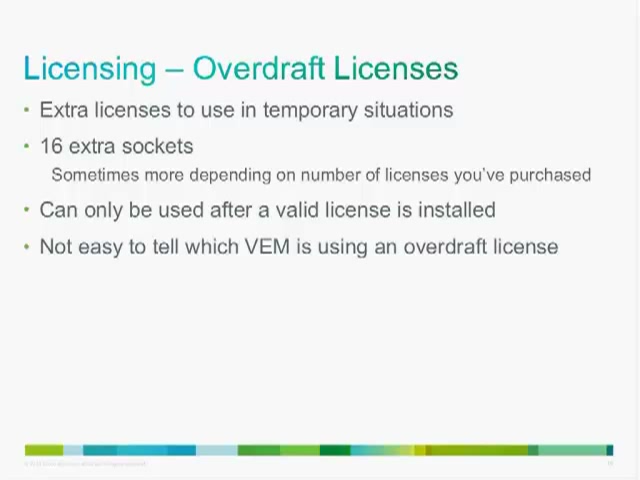 Licensing – Overdraft Licenses
• Extra licenses to use in temporary situations
• 16 extra sockets
Sometimes more depending on number of licenses you've purchased
• Can only be used after a valid license is installed
• Not easy to tell which VEM is using an overdraft license